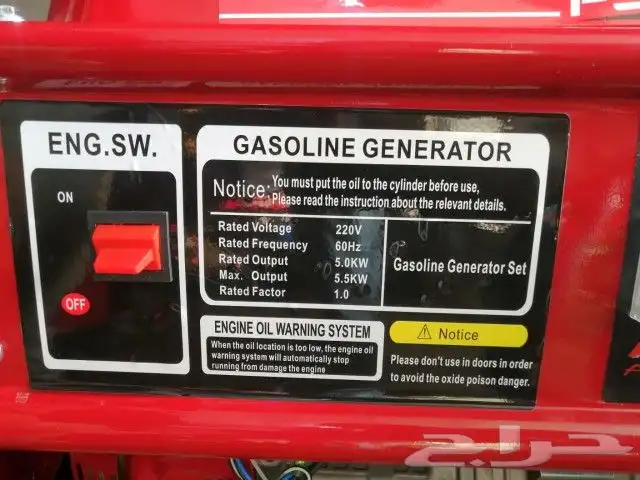 ENG.SW.
ON
OFF
GASOLINE GENERATOR
Notice: You must put the oil to the cylinder before use,
Please read the instruction about the relevant details.
Rated Voltage 220V
Rated Frequency 60Hz
Rated Output 5.0KW
Max. Output 5.5KW
Rated Factor 1.0
Gasoline Generator Set
ENGINE OIL WARNING SYSTEM
When the oil location is too low, the engine oil
warning system will automatically stop
running from damage the engine
Notice
Please don't use in doors in order
to avoid the oxide poison danger.
حراج